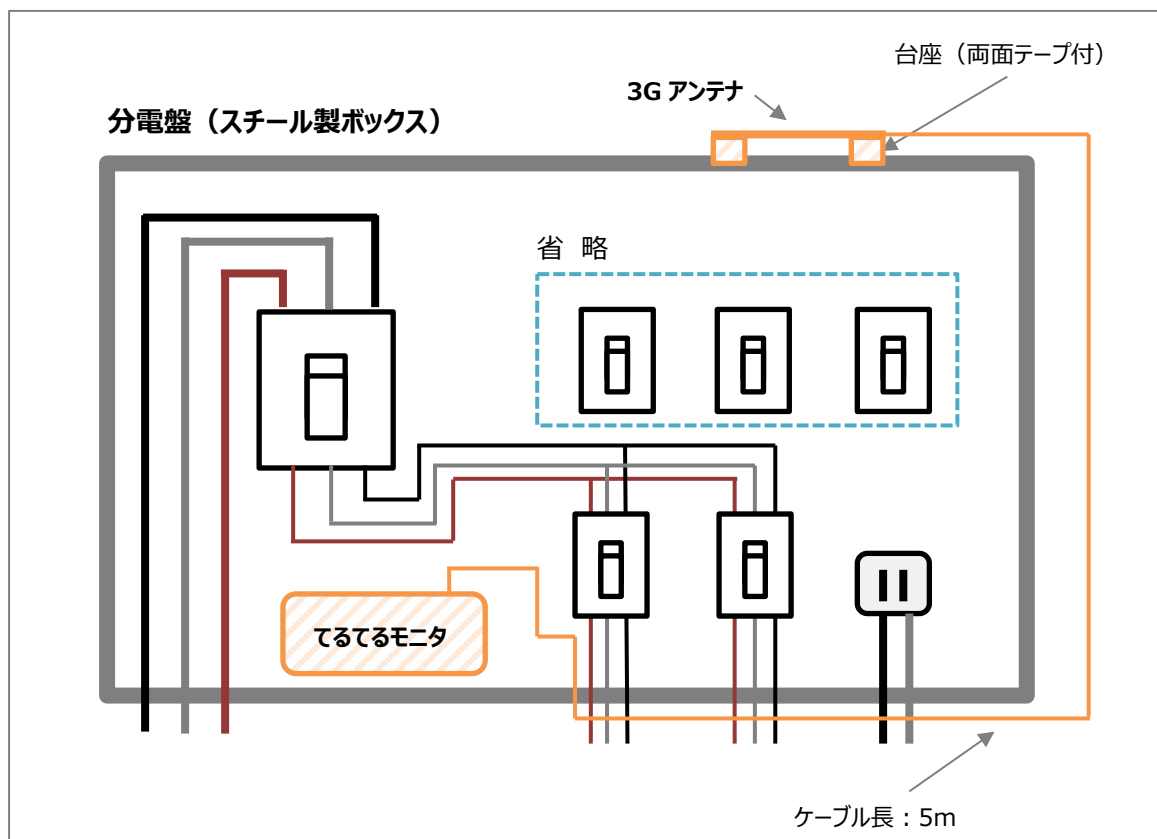 台座（両面テープ付）
3G アンテナ
分電盤（スチール製ボックス）
省 略
てるてるモニタ
ケーブル長：5m